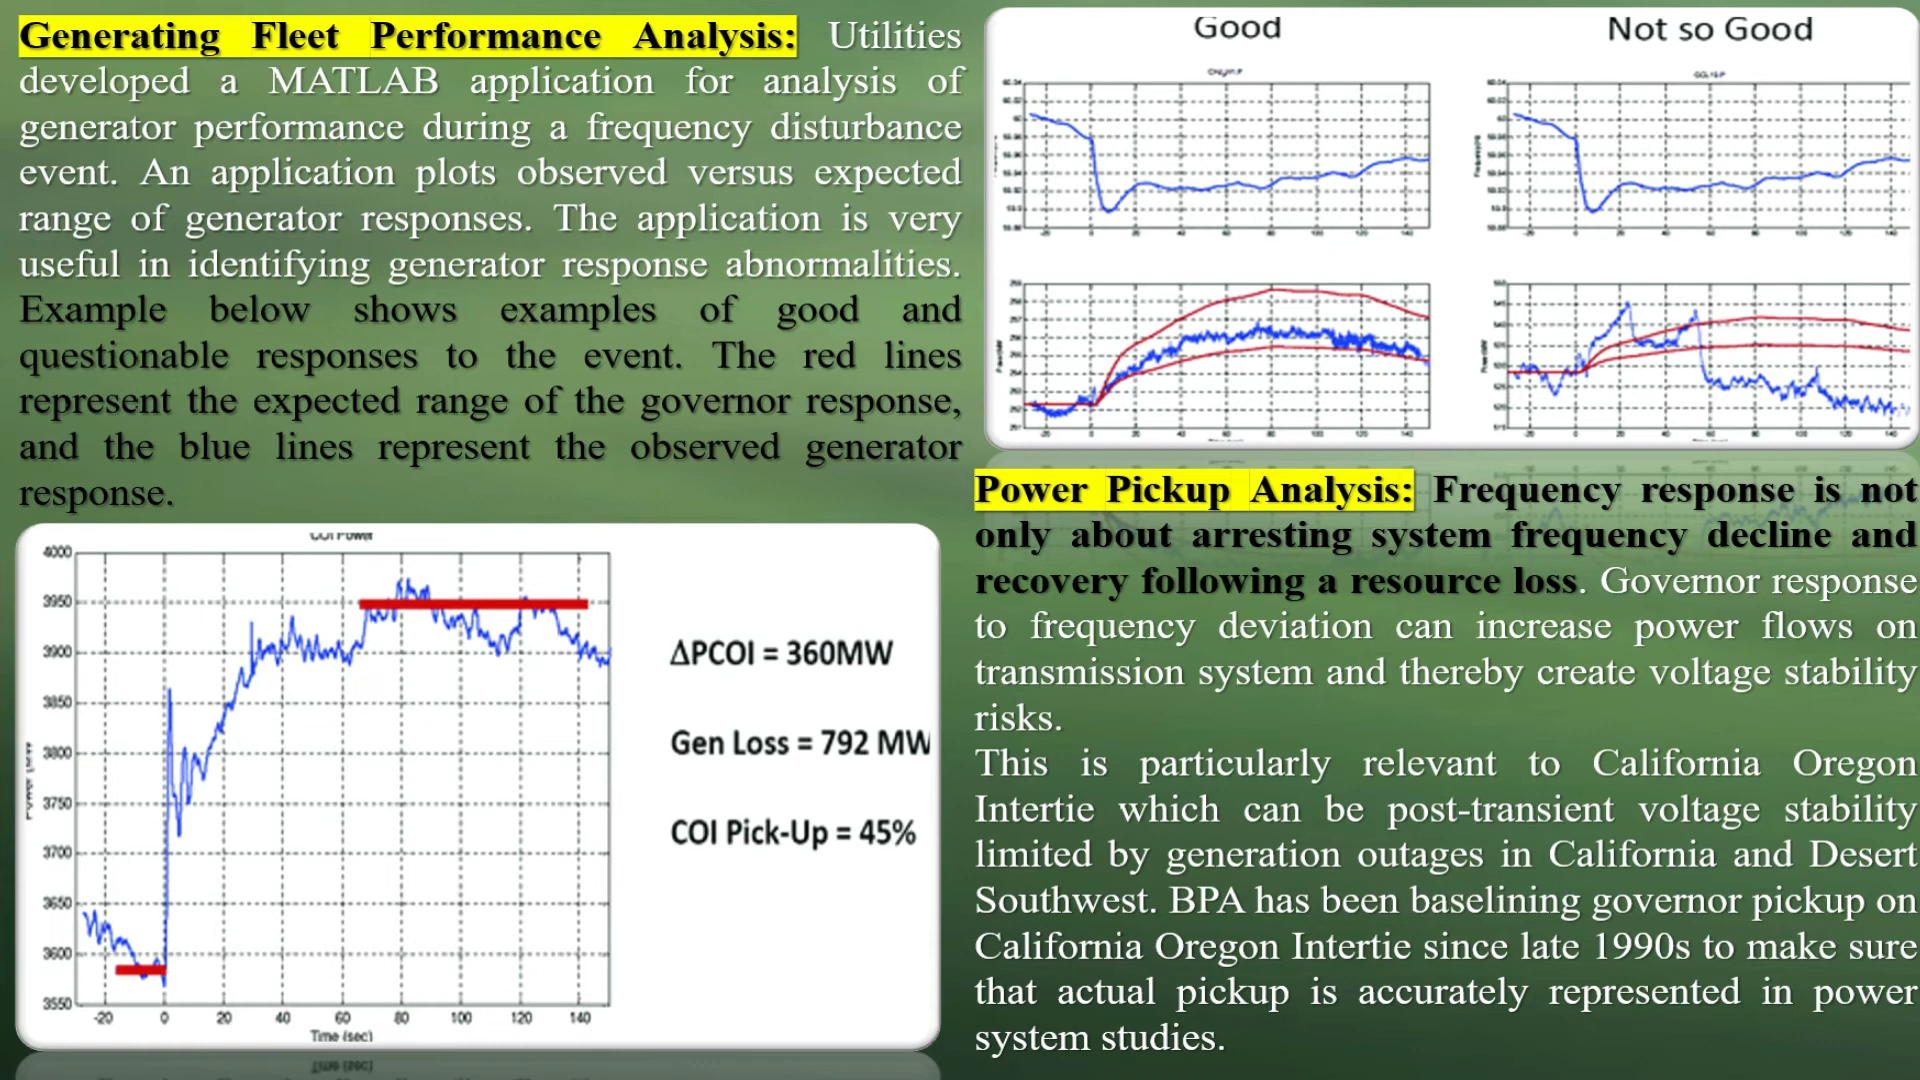 Generating Fleet Performance Analysis: Utilities
developed a MATLAB application for analysis of
generator performance during a frequency disturbance
event. An application plots observed versus expected
range of generator responses. The application is very
useful in identifying generator response abnormalities.
Example below shows examples of good and
questionable responses to the event. The red lines
represent the expected range of the governor response,
and the blue lines represent the observed generator
response.
COI Power
4000
3950
3900
3850
3800
3750
3700
3650
3600
3550
-20 0 20 40 60 80 100 120 140
Time (sec)
ΔPCOI = 360MW
Gen Loss = 792 MW
COI Pick-Up = 45%
Good
Not so Good
Power Pickup Analysis: Frequency response is not
only about arresting system frequency decline and
recovery following a resource loss. Governor response
to frequency deviation can increase power flows on
transmission system and thereby create voltage stability
risks.
This is particularly relevant to California Oregon
Intertie which can be post-transient voltage stability
limited by generation outages in California and Desert
Southwest. BPA has been baselining governor pickup on
California Oregon Intertie since late 1990s to make sure
that actual pickup is accurately represented in power
system studies.